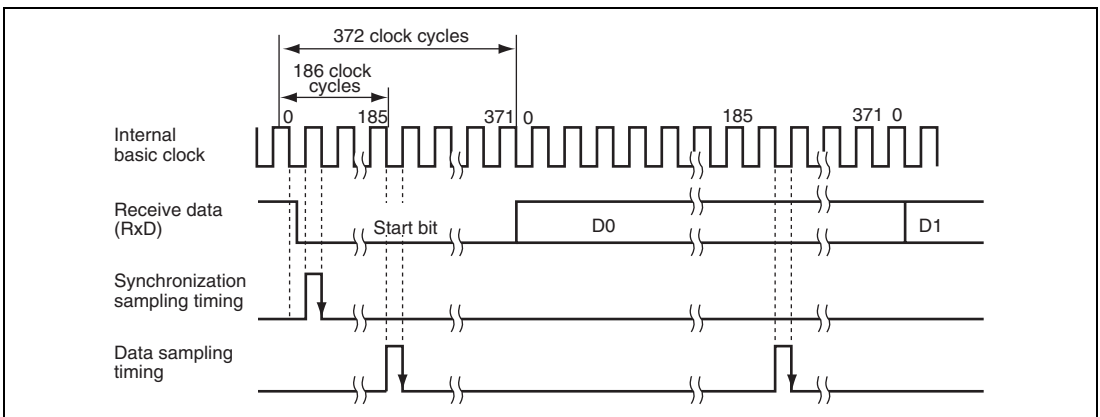 372 clock cycles
186 clock
cycles
0 185 371 0 185 371 0
Internal
basic clock
Receive data
(RxD)
Start bit D0 D1
Synchronization
sampling timing
Data sampling
timing